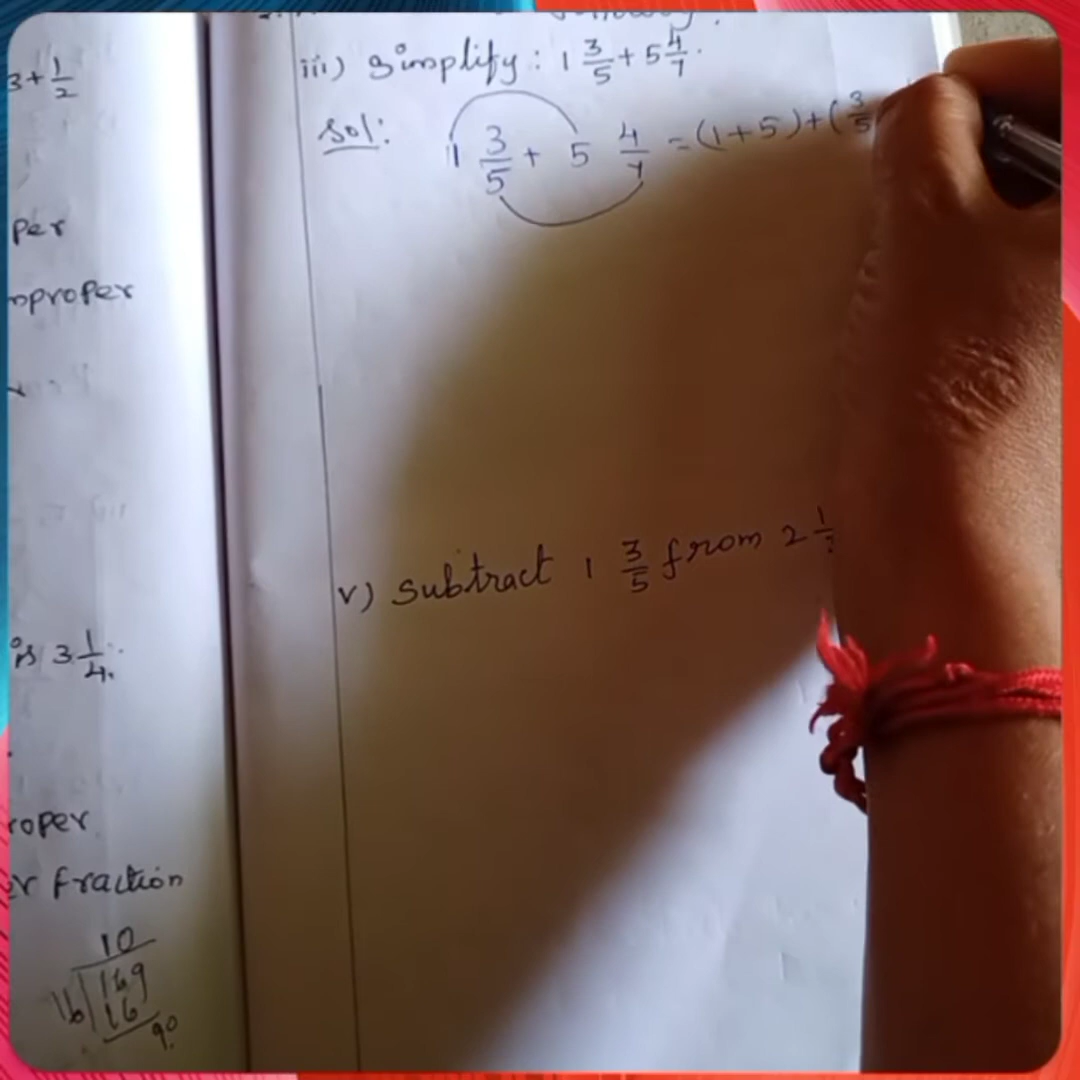 3+1/2
per
improper
is 3 1/4.
roper
er fraction
10
16 169
16
9
iii) Simplify: 1 3/5 + 5 4/7.
Sol: 1 3/5 + 5 4/7 = (1+5)+(3/5
v) Subtract 1 3/5 from 2 1/